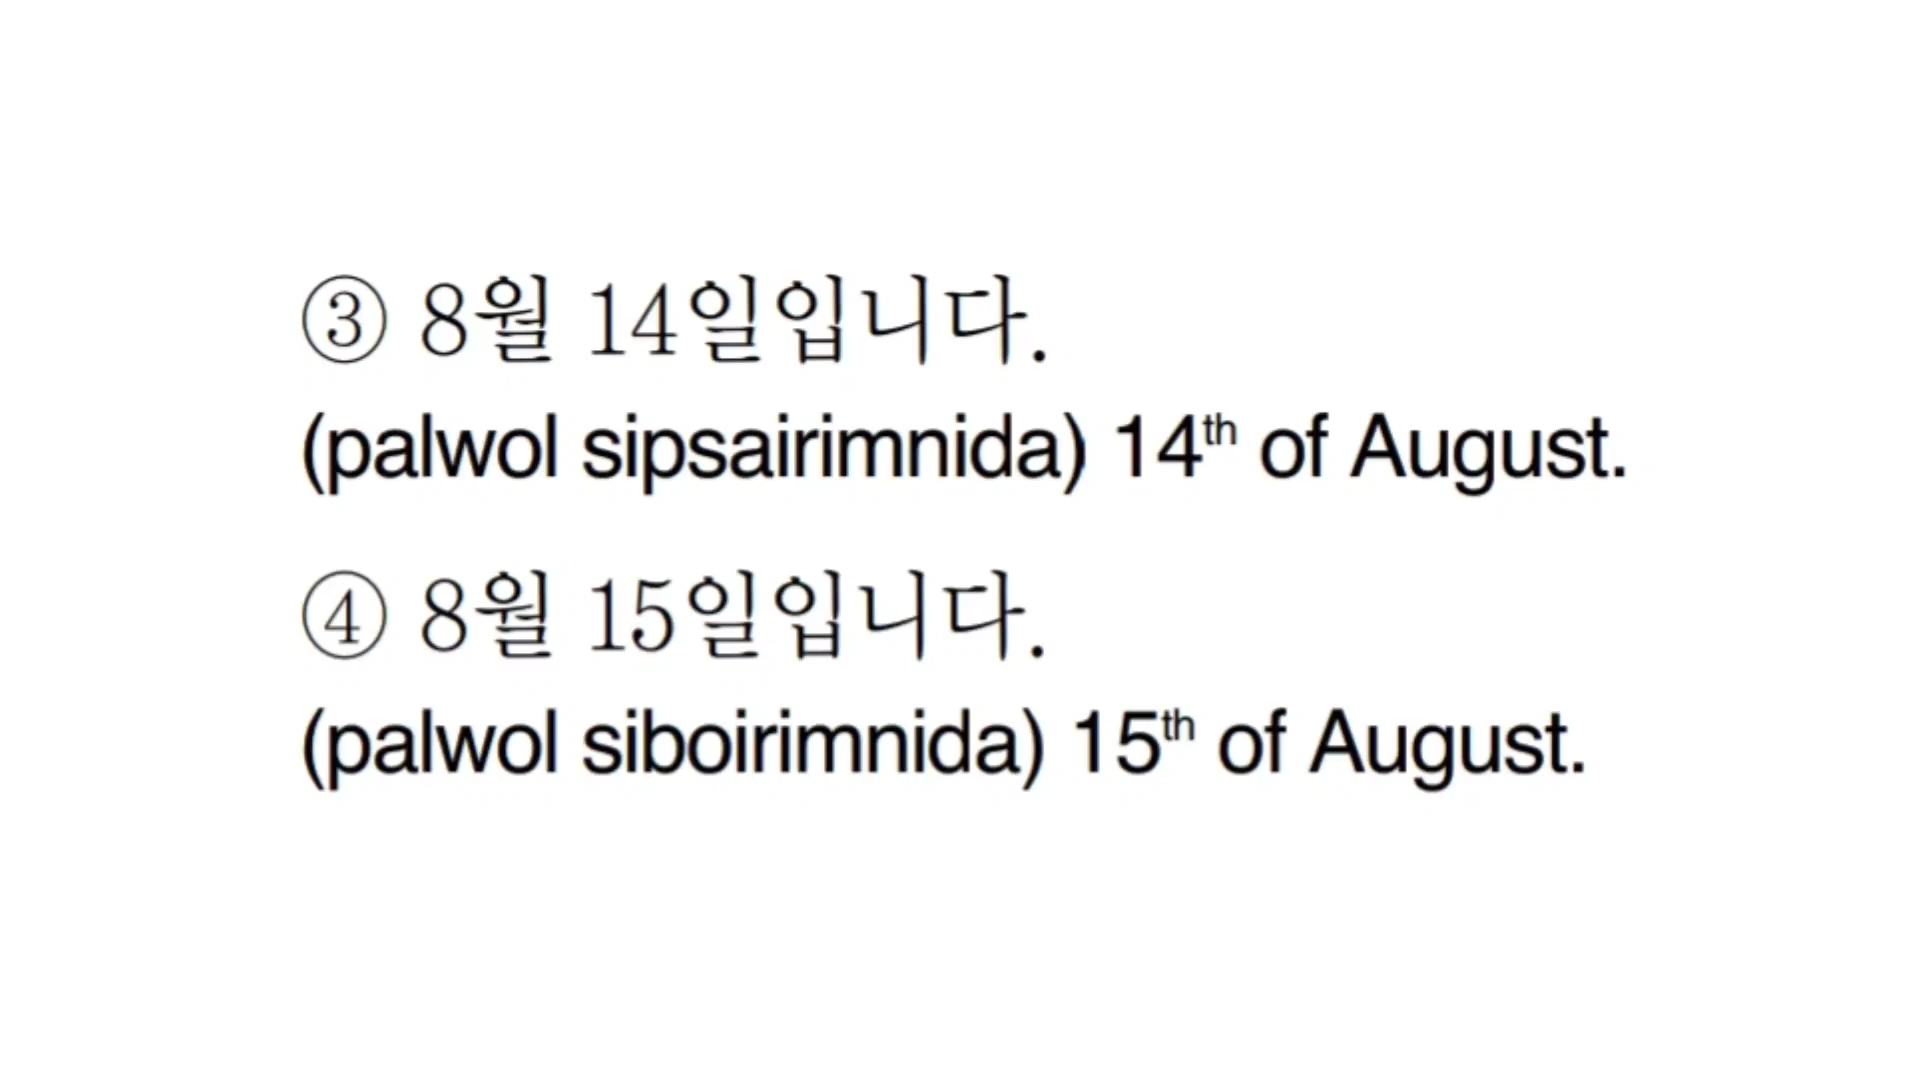 ③ 8월 14일입니다.
(palwol sipsairimnida) 14th of August.
④ 8월 15일입니다.
(palwol siboirimnida) 15th of August.